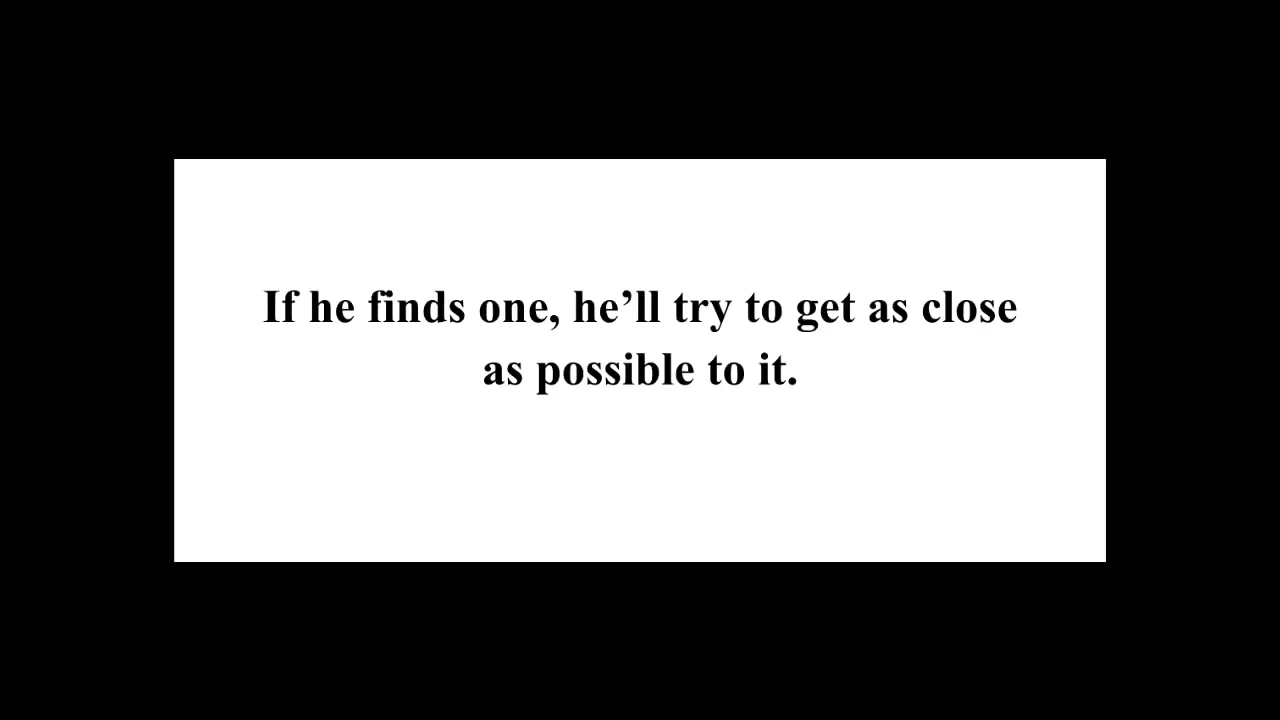 If he finds one, he’ll try to get as close
as possible to it.